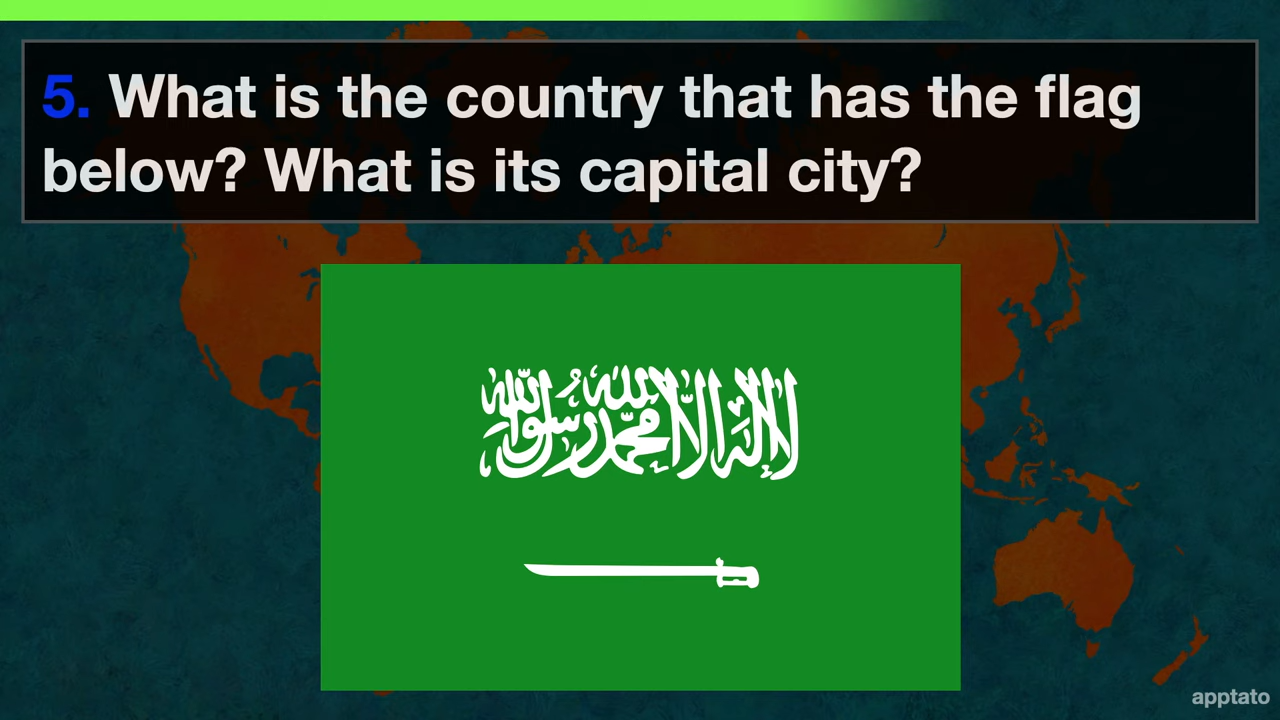 5. What is the country that has the flag
below? What is its capital city?
لا إله إلا الله محمد رسول الله
apptato